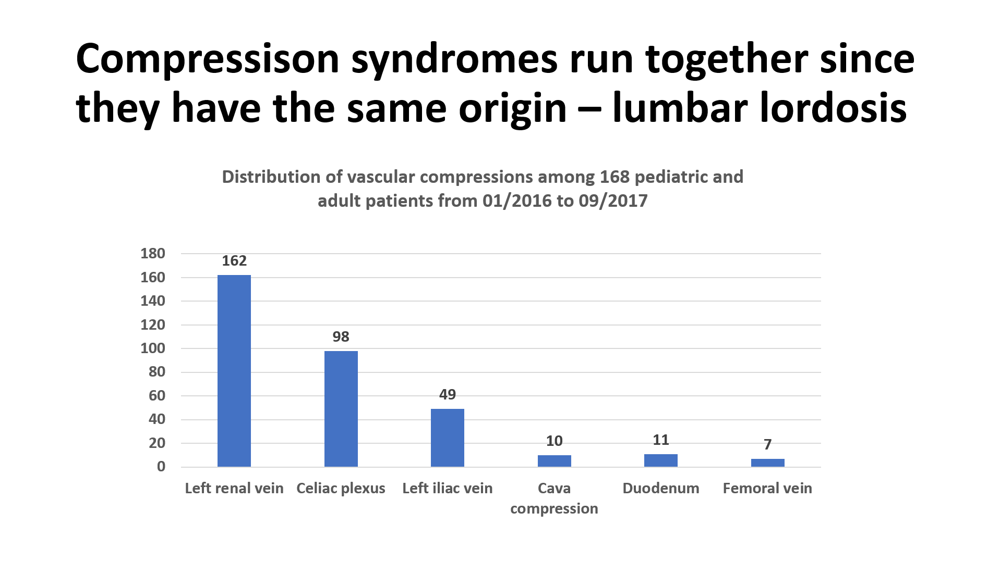 Compressison syndromes run together since
they have the same origin – lumbar lordosis
Distribution of vascular compressions among 168 pediatric and
adult patients from 01/2016 to 09/2017
180
160
140
120
100
80
60
40
20
0
162
98
49
10
11
7
Left renal vein
Celiac plexus
Left iliac vein
Cava
compression
Duodenum
Femoral vein